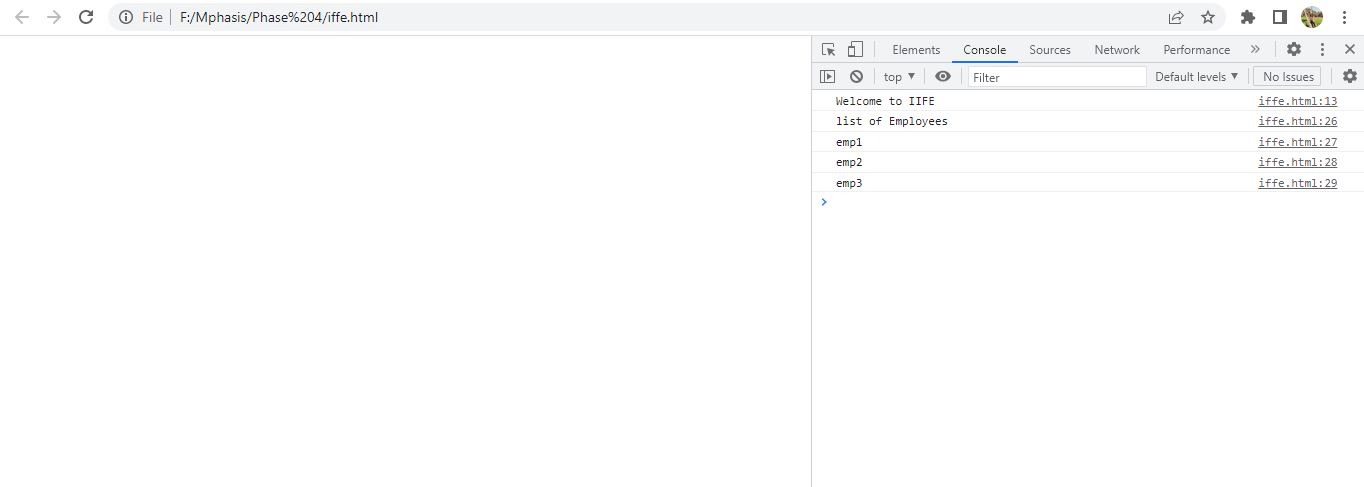 File F:/Mphasis/Phase%204/iffe.html
Elements Console Sources Network Performance
top Filter Default levels No Issues
Welcome to IIFE iffe.html:13
list of Employees iffe.html:26
emp1 iffe.html:27
emp2 iffe.html:28
emp3 iffe.html:29